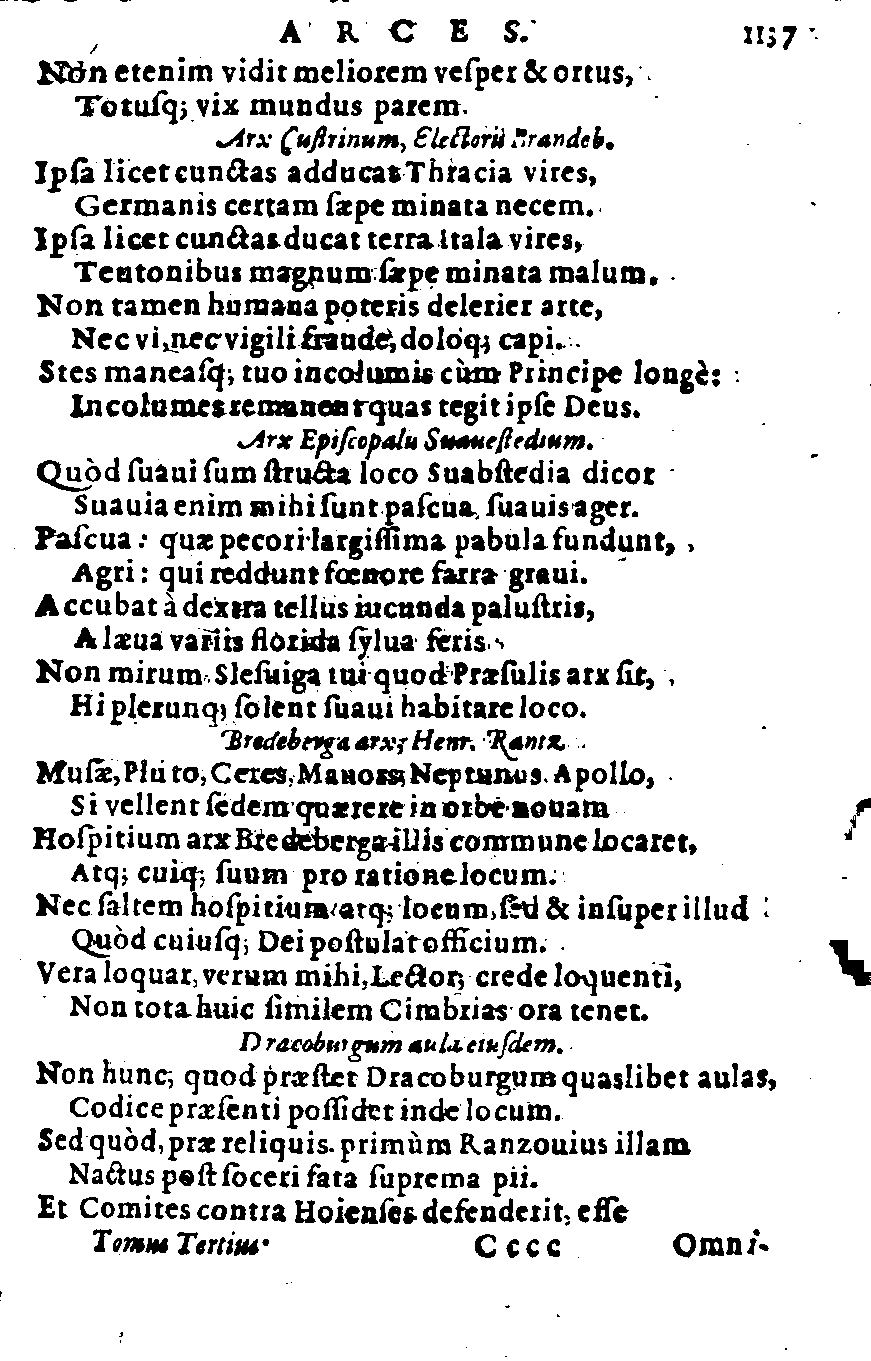 ARCES. 1137
Non etenim vidit meliorem veſper & ortus,
Totuſq; vix mundus parem.
Arx Cuſtrinum, Electoris Brandeb.
Ipſa licet cunctas adducat Thracia vires,
Germanis certam ſæpe minata necem.
Ipſa licet cunctas ducat terra Itala vires,
Teutonibus magnum ſæpe minata malum.
Non tamen humana poteris delerier arte,
Nec vi, nec vigili fraude, doloq; capi.
Stes maneaſq; tuo incolumis cùm Principe longè:
Incolumes remanent quas tegit ipſe Deus.
Arx Epiſcopalis Suaueſtedium.
Quòd ſuaui ſum ſtructa loco Suabſtedia dicor
Suauia enim mihi ſunt paſcua, ſuauis ager.
Paſcua: quæ pecori largiſſima pabula fundunt,
Agri: qui reddunt fœnore farra graui.
Accubat à dextra tellus iucunda paluſtris,
A læua variis florida ſylua feris.
Non mirum Sleſuiga tui quod Præſulis arx ſit,
Hi plerunq; ſolent ſuaui habitare loco.
Bredeberga arx, Henr. Rantz.
Muſæ, Pluto, Ceres, Mauors, Neptunus, Apollo,
Si vellent ſedem quærere in orbe nouam
Hoſpitium arx Bredeberga illis commune locaret,
Atq; cuiq; ſuum pro ratione locum.
Nec ſaltem hoſpitium atq; locum, ſed & inſuper illud
Quòd cuiuſq; Dei poſtulat officium.
Vera loquar, verum mihi, Lector, crede loquenti,
Non tota huic ſimilem Cimbrias ora tenet.
Dracoburgum aula eiuſdem.
Non hunc, quod præſtet Dracoburgum quaslibet aulas,
Codice præſenti poſſidet inde locum.
Sed quòd, præ reliquis primùm Ranzouius illam
Nactus poſt ſoceri fata ſuprema pii.
Et Comites contra Hoienſes defenderit, eſſe
Tomus Tertius Cccc Omni-